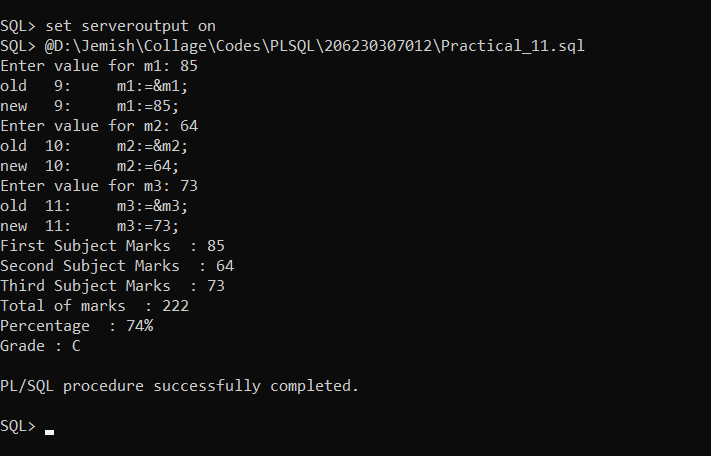 SQL> set serveroutput on
SQL> @D:\Jemish\Collage\Codes\PLSQL\206230307012\Practical_11.sql
Enter value for m1: 85
old   9:     m1:=&m1;
new   9:     m1:=85;
Enter value for m2: 64
old  10:     m2:=&m2;
new  10:     m2:=64;
Enter value for m3: 73
old  11:     m3:=&m3;
new  11:     m3:=73;
First Subject Marks  : 85
Second Subject Marks  : 64
Third Subject Marks  : 73
Total of marks  : 222
Percentage  : 74%
Grade : C
PL/SQL procedure successfully completed.
SQL>